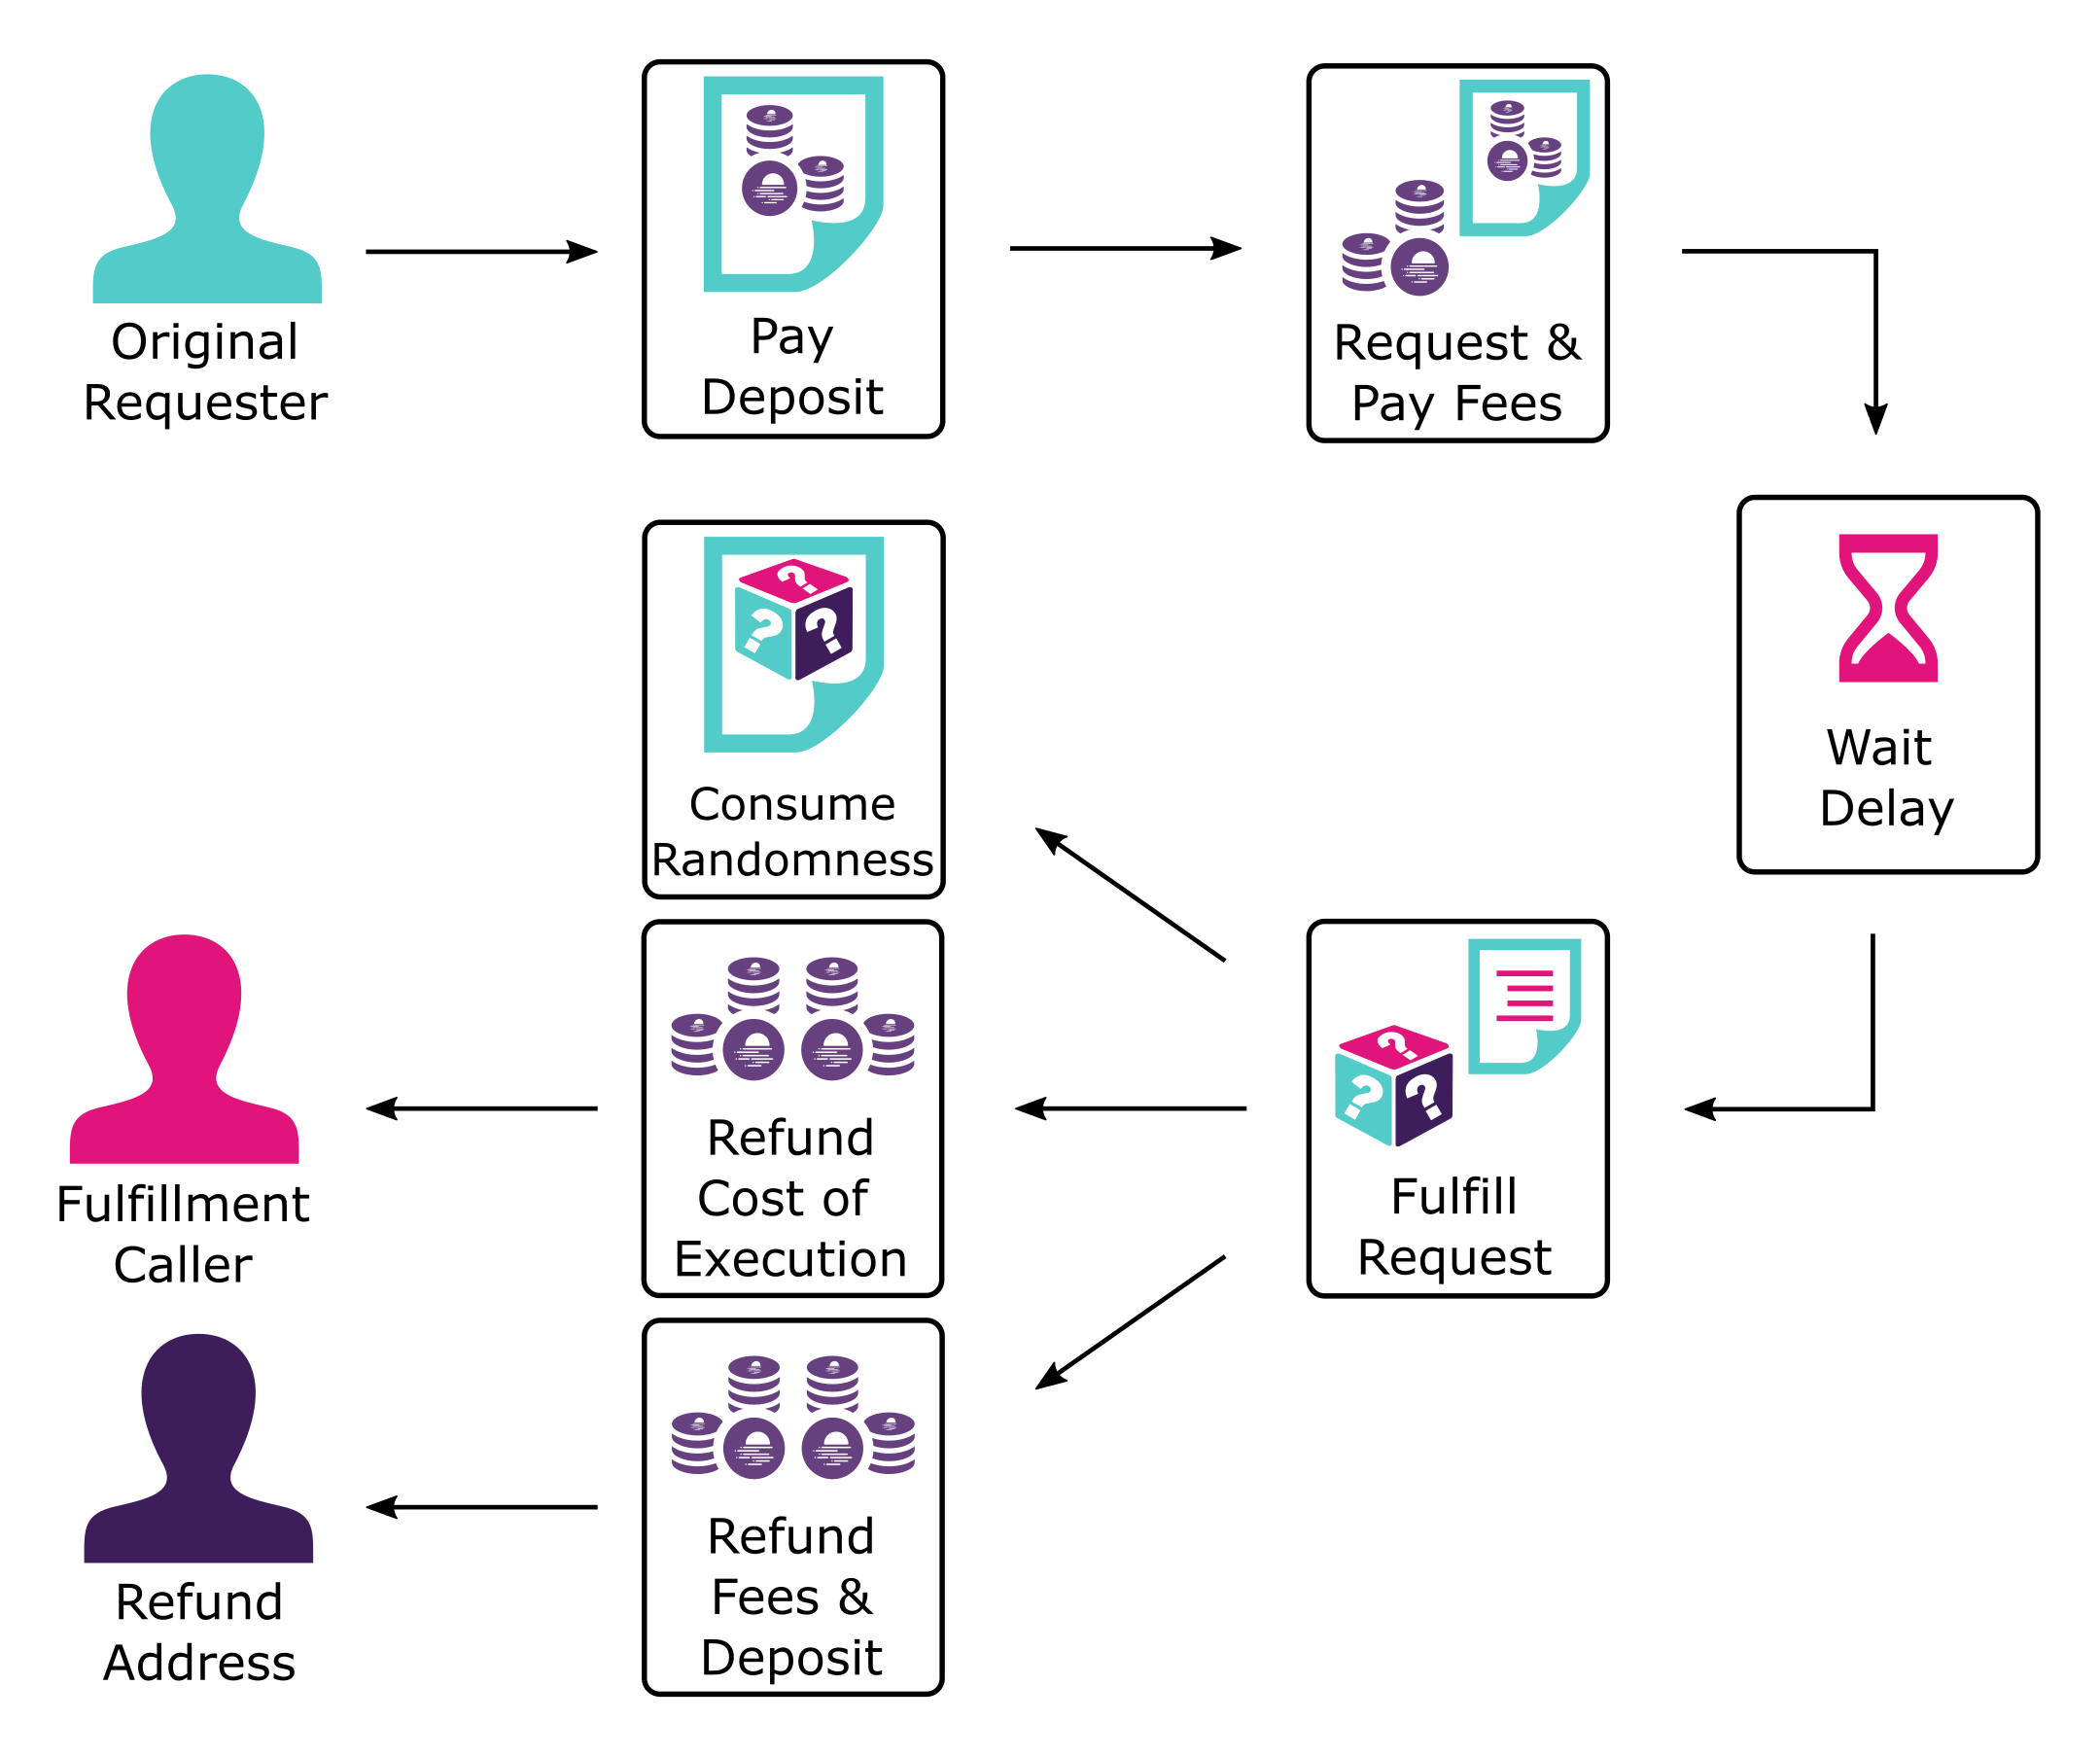 Original
Requester
Pay
Deposit
Request &
Pay Fees
Wait
Delay
Consume
Randomness
Fulfill
Request
Refund
Cost of
Execution
Fulfillment
Caller
Refund
Fees &
Deposit
Refund
Address